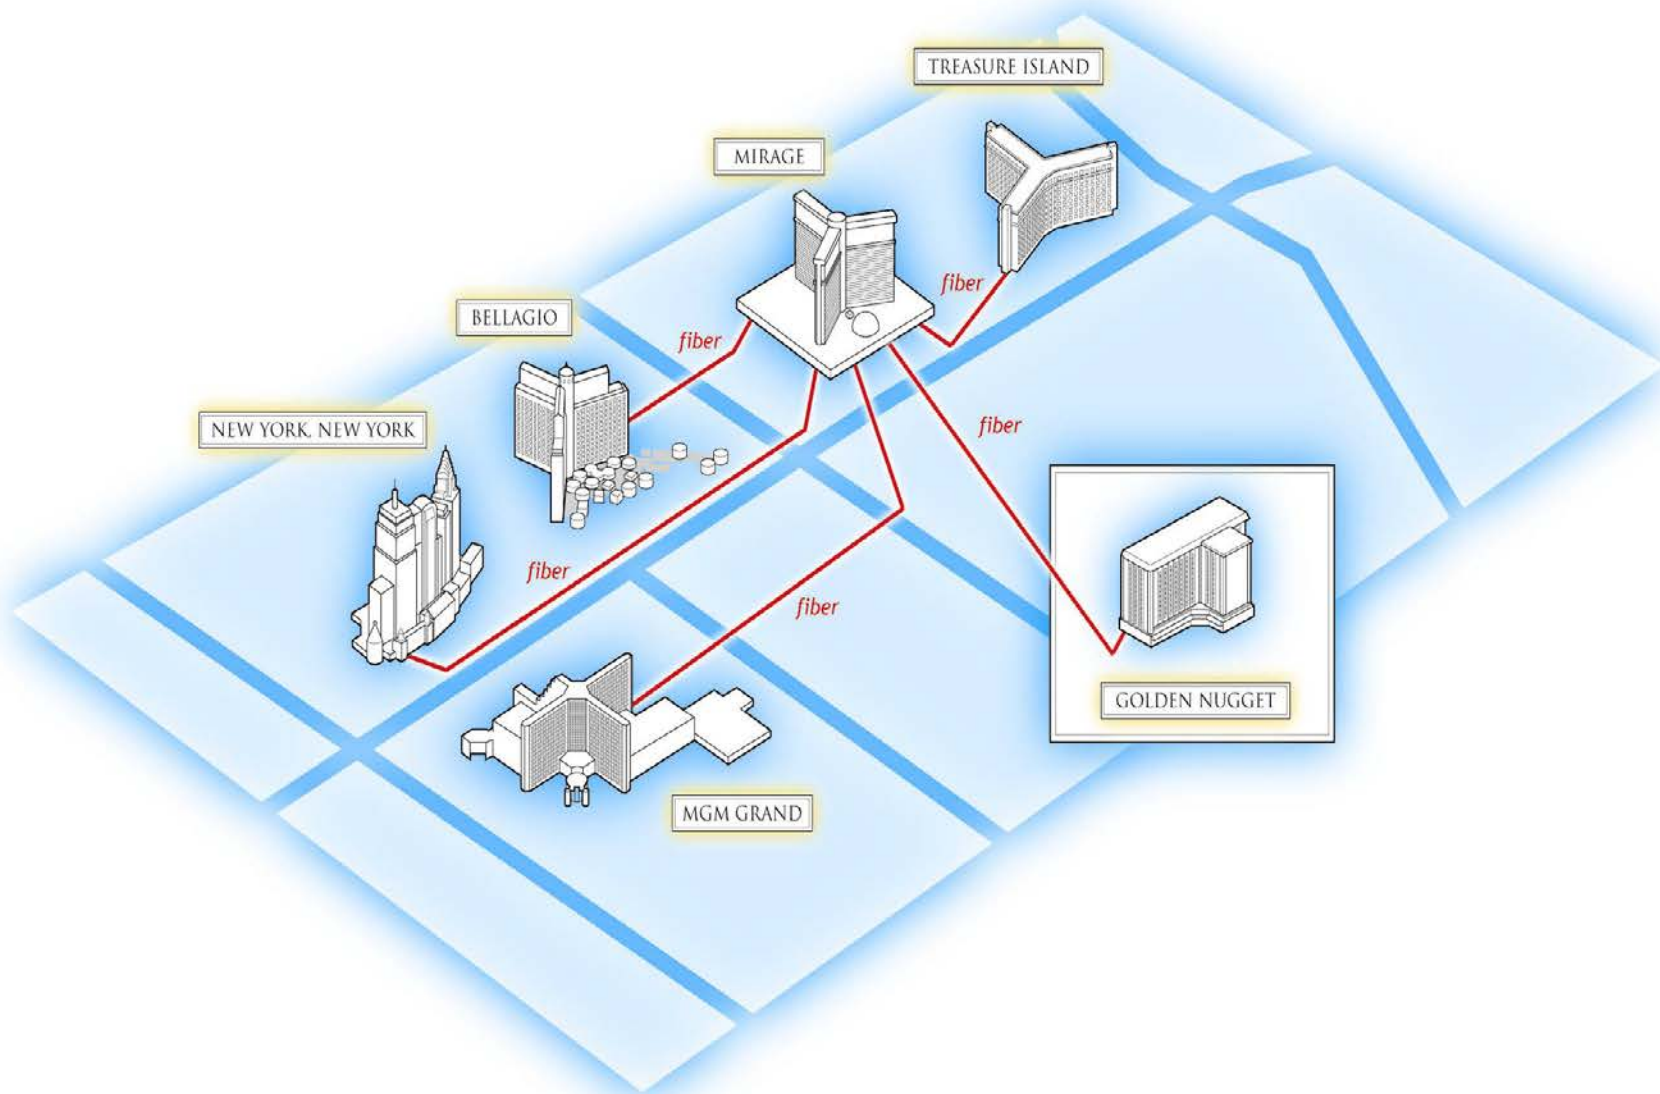 TREASURE ISLAND
MIRAGE
fiber
BELLAGIO
fiber
NEW YORK, NEW YORK
fiber
fiber
fiber
GOLDEN NUGGET
MGM GRAND